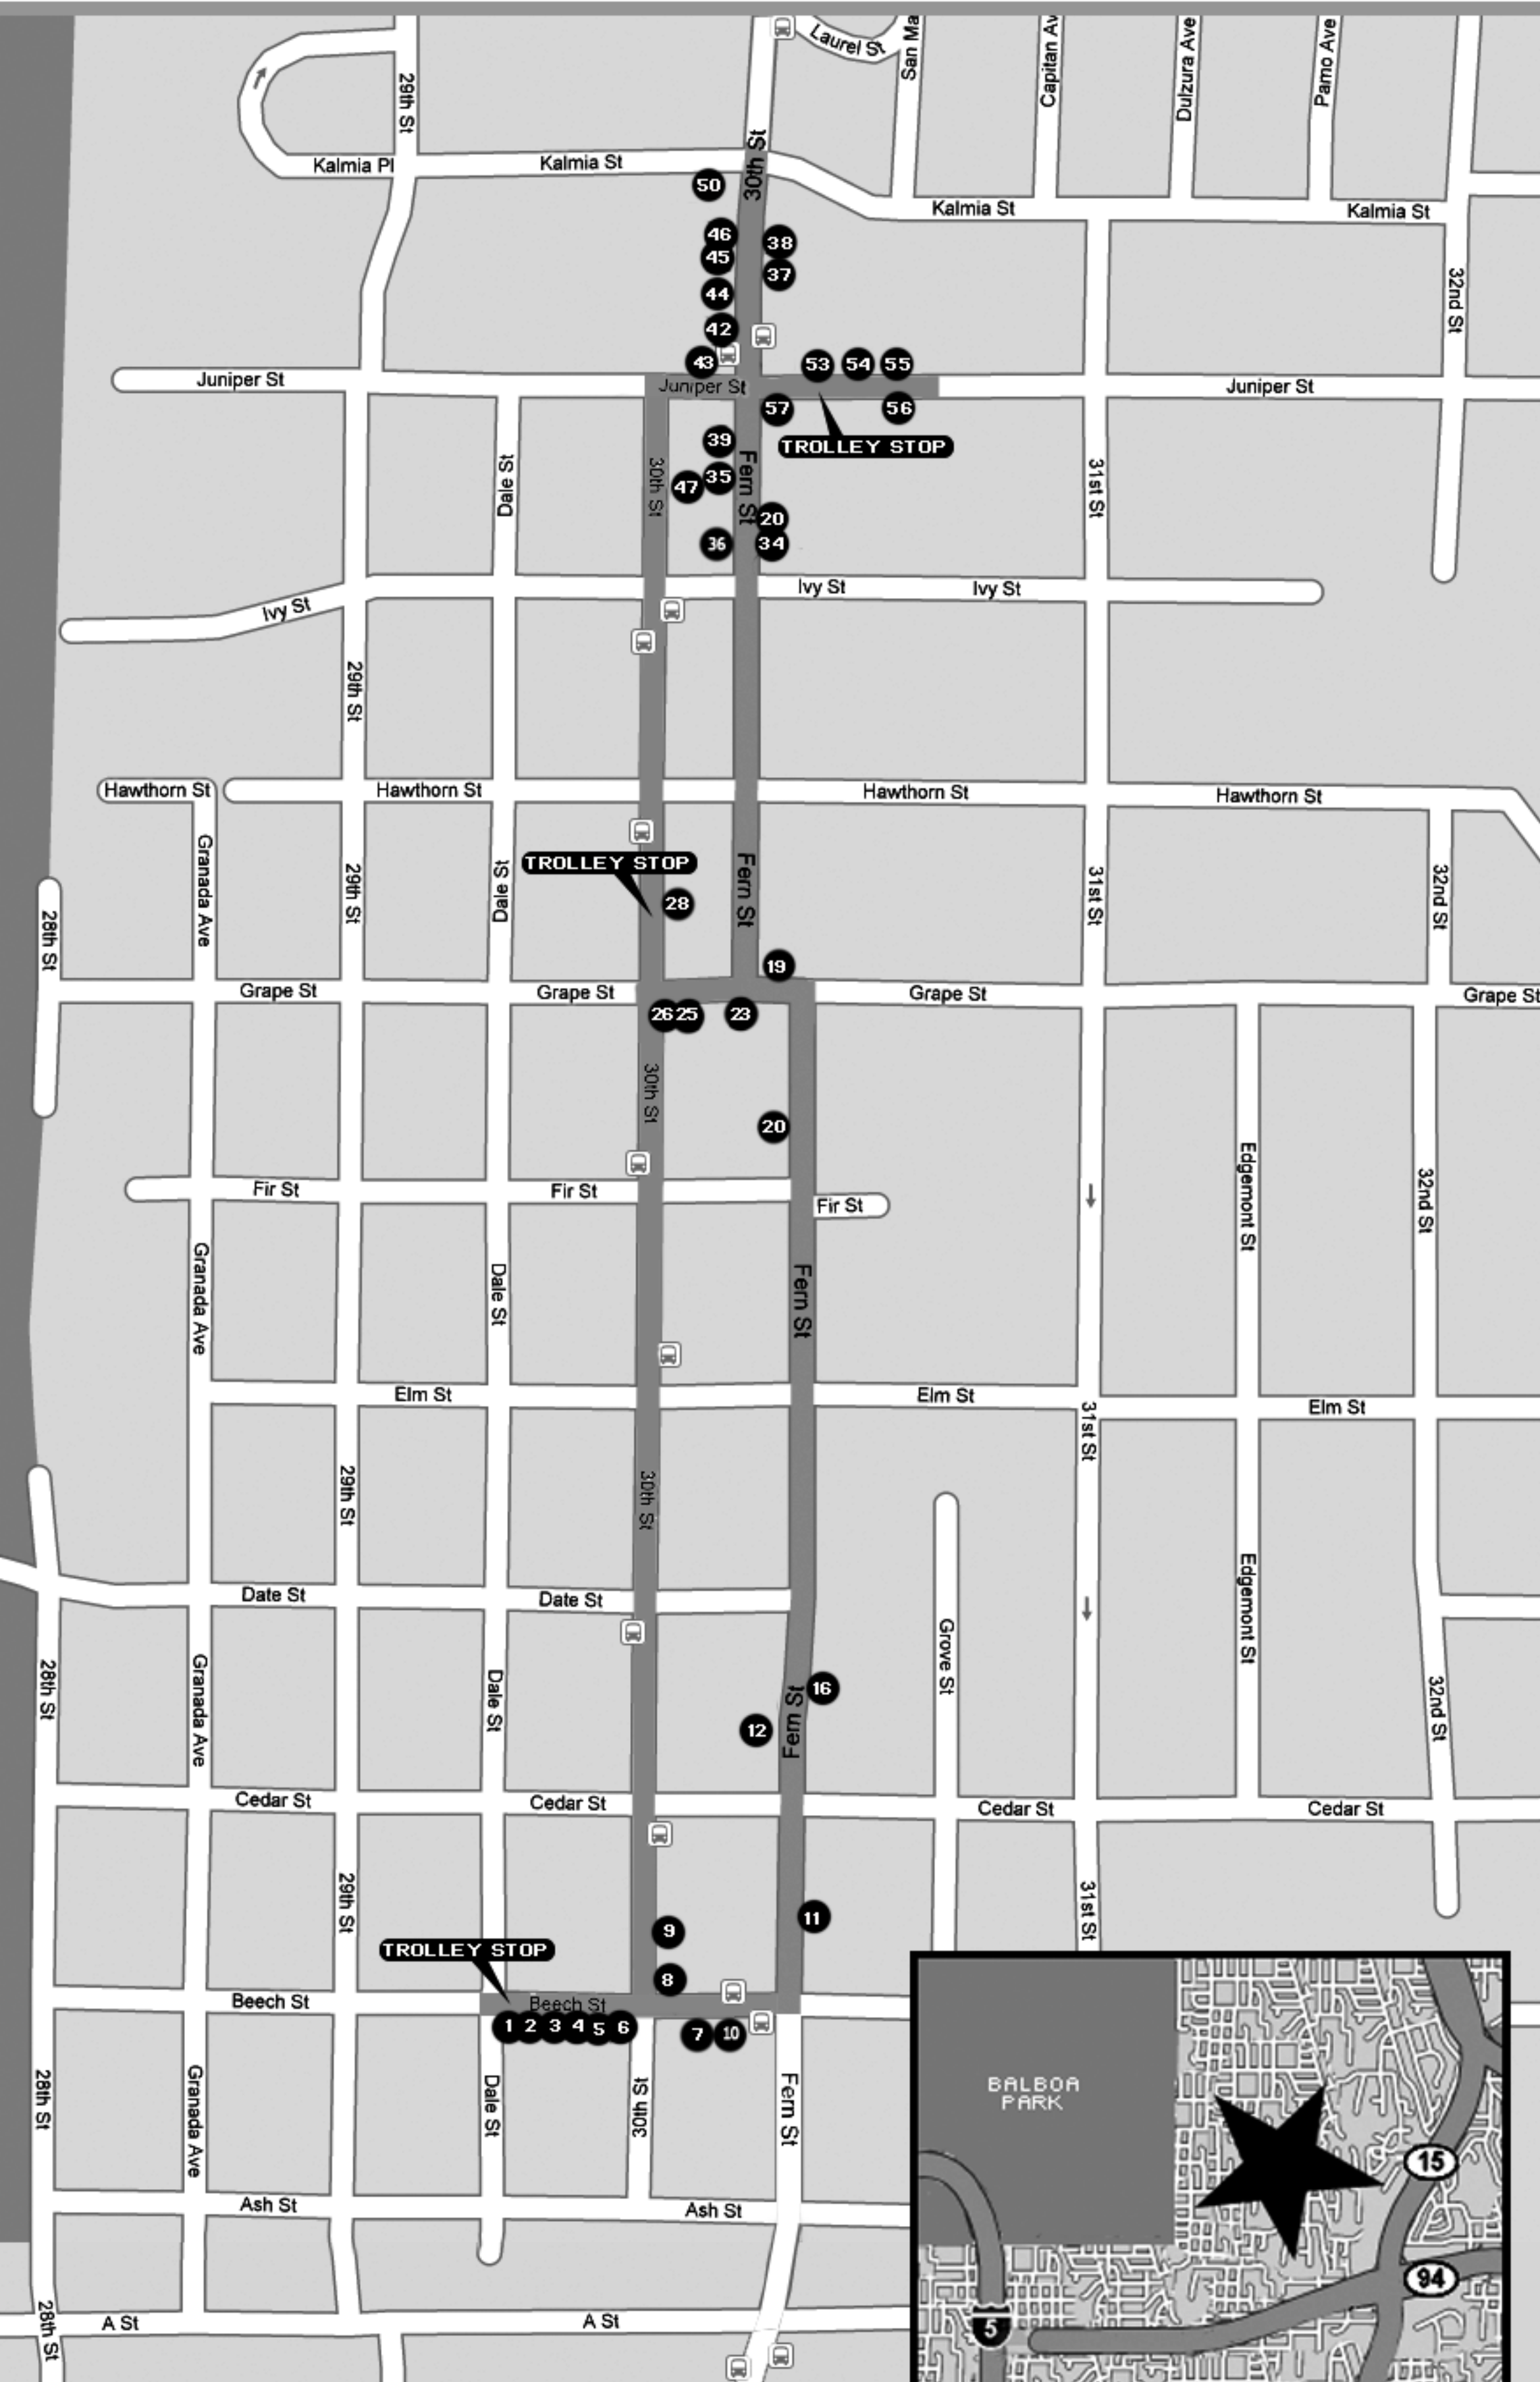 Laurel St
San Ma
Capitan Av
Dulzura Ave
Pamo Ave
29th St
30th St
Kalmia Pl
Kalmia St
50
Kalmia St
Kalmia St
46
38
45
37
44
32nd St
42
43
53
54
55
Juniper St
Juniper St
Juniper St
57
56
39
TROLLEY STOP
Dale St
30th St
47
35
Fern St
31st St
20
36
34
Ivy St
Ivy St
Ivy St
29th St
Hawthorn St
Hawthorn St
Hawthorn St
Hawthorn St
Granada Ave
29th St
Dale St
TROLLEY STOP
28
Fern St
31st St
32nd St
28th St
19
Grape St
Grape St
Grape St
Grape St
26
25
23
30th St
20
Edgemont St
32nd St
Fir St
Fir St
Fir St
Granada Ave
Dale St
Fern St
Elm St
Elm St
Elm St
31st St
29th St
30th St
Date St
Date St
Edgemont St
Grove St
28th St
Granada Ave
Dale St
16
12
Fern St
32nd St
Cedar St
Cedar St
Cedar St
Cedar St
29th St
31st St
9
11
TROLLEY STOP
8
Beech St
Beech St
1
2
3
4
5
6
7
10
28th St
Granada Ave
Dale St
30th St
Fern St
Ash St
Ash St
28th St
A St
A St
BALBOA
PARK
15
94
5